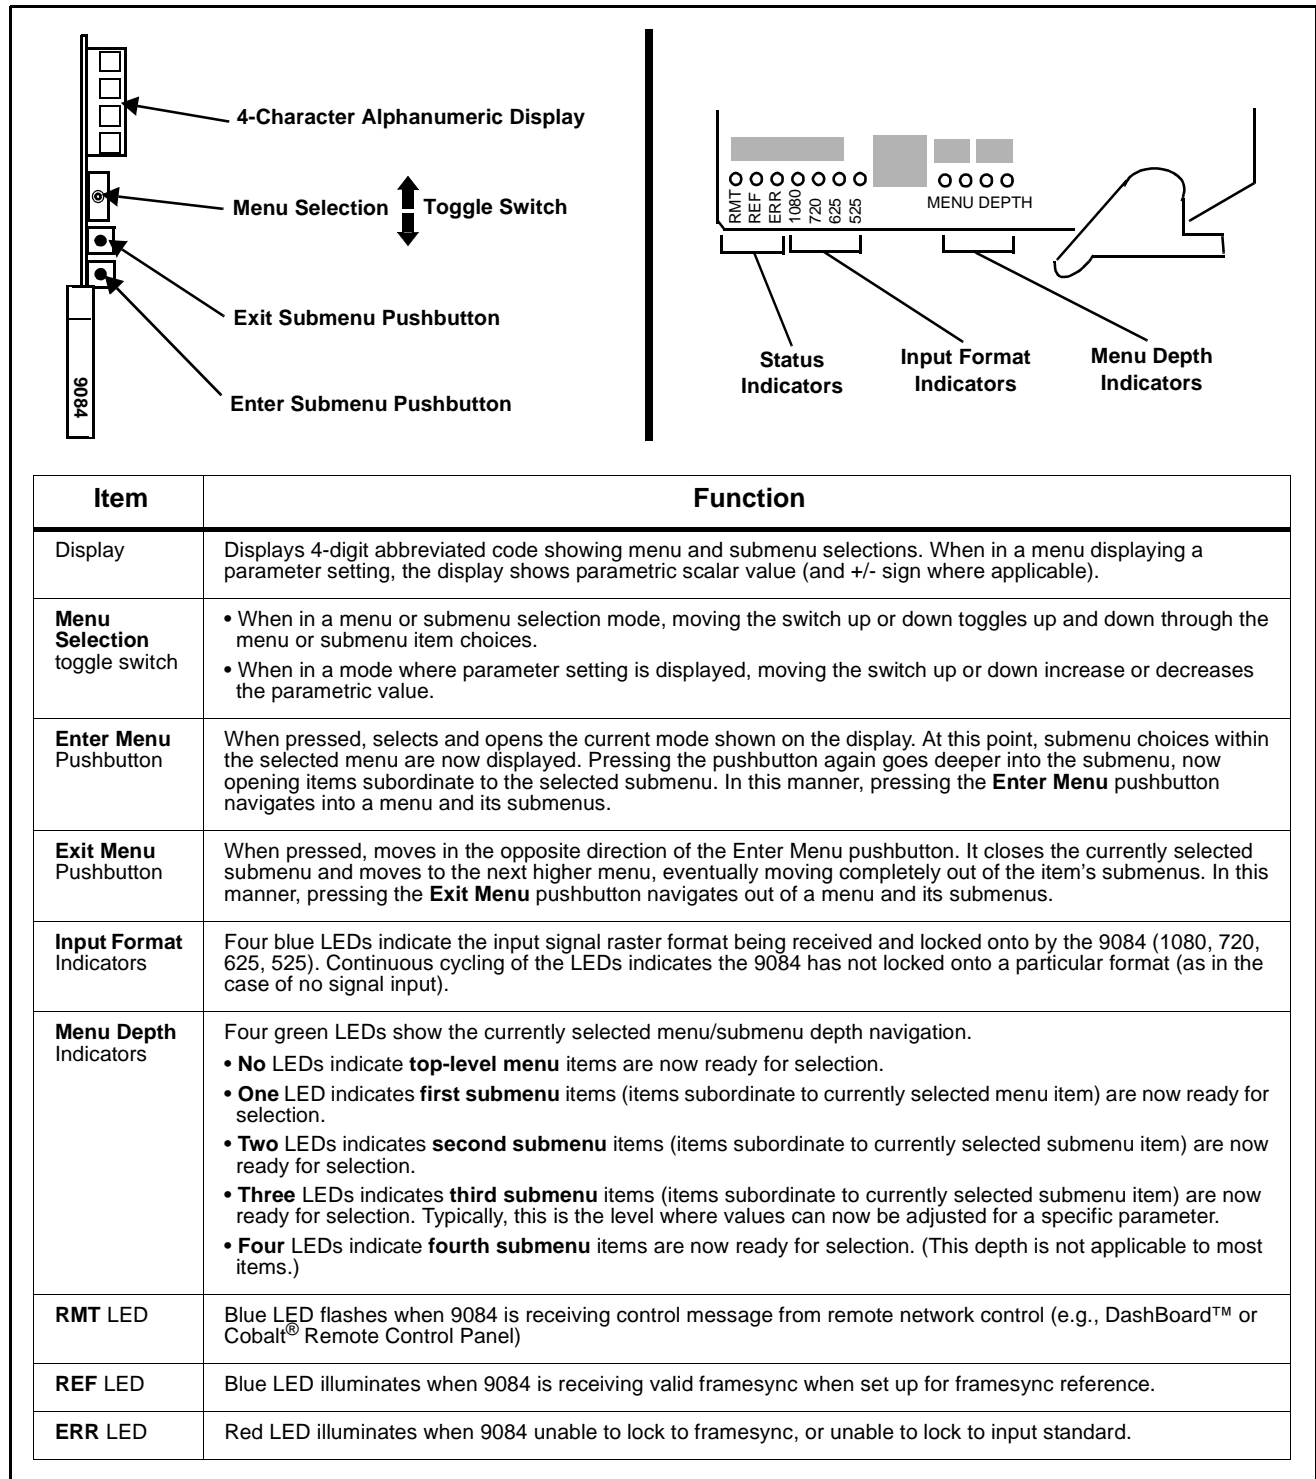 4-Character Alphanumeric Display
Menu Selection
Toggle Switch
Exit Submenu Pushbutton
Enter Submenu Pushbutton
9084
RMT
REF
ERR
1080
720
625
525
MENU DEPTH
Status
Indicators
Input Format
Indicators
Menu Depth
Indicators
Item
Function
Display
Displays 4-digit abbreviated code showing menu and submenu selections. When in a menu displaying a
parameter setting, the display shows parametric scalar value (and +/- sign where applicable).
Menu
Selection
toggle switch
• When in a menu or submenu selection mode, moving the switch up or down toggles up and down through the
menu or submenu item choices.
• When in a mode where parameter setting is displayed, moving the switch up or down increase or decreases
the parametric value.
Enter Menu
Pushbutton
When pressed, selects and opens the current mode shown on the display. At this point, submenu choices within
the selected menu are now displayed. Pressing the pushbutton again goes deeper into the submenu, now
opening items subordinate to the selected submenu. In this manner, pressing the Enter Menu pushbutton
navigates into a menu and its submenus.
Exit Menu
Pushbutton
When pressed, moves in the opposite direction of the Enter Menu pushbutton. It closes the currently selected
submenu and moves to the next higher menu, eventually moving completely out of the item's submenus. In this
manner, pressing the Exit Menu pushbutton navigates out of a menu and its submenus.
Input Format
Indicators
Four blue LEDs indicate the input signal raster format being received and locked onto by the 9084 (1080, 720,
625, 525). Continuous cycling of the LEDs indicates the 9084 has not locked onto a particular format (as in the
case of no signal input).
Menu Depth
Indicators
Four green LEDs show the currently selected menu/submenu depth navigation.
• No LEDs indicate top-level menu items are now ready for selection.
• One LED indicates first submenu items (items subordinate to currently selected menu item) are now ready for
selection.
• Two LEDs indicates second submenu items (items subordinate to currently selected submenu item) are now
ready for selection.
• Three LEDs indicates third submenu items (items subordinate to currently selected submenu item) are now
ready for selection. Typically, this is the level where values can now be adjusted for a specific parameter.
• Four LEDs indicate fourth submenu items are now ready for selection. (This depth is not applicable to most
items.)
RMT LED
Blue LED flashes when 9084 is receiving control message from remote network control (e.g., DashBoard™ or
Cobalt® Remote Control Panel)
REF LED
Blue LED illuminates when 9084 is receiving valid framesync when set up for framesync reference.
ERR LED
Red LED illuminates when 9084 unable to lock to framesync, or unable to lock to input standard.